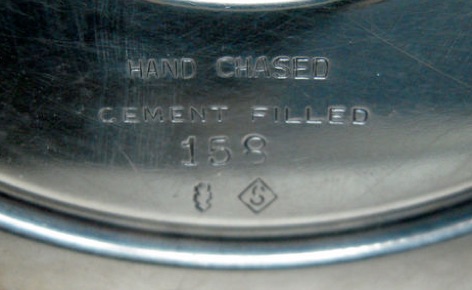 HAND CHASED
CEMENT FILLED
158
S